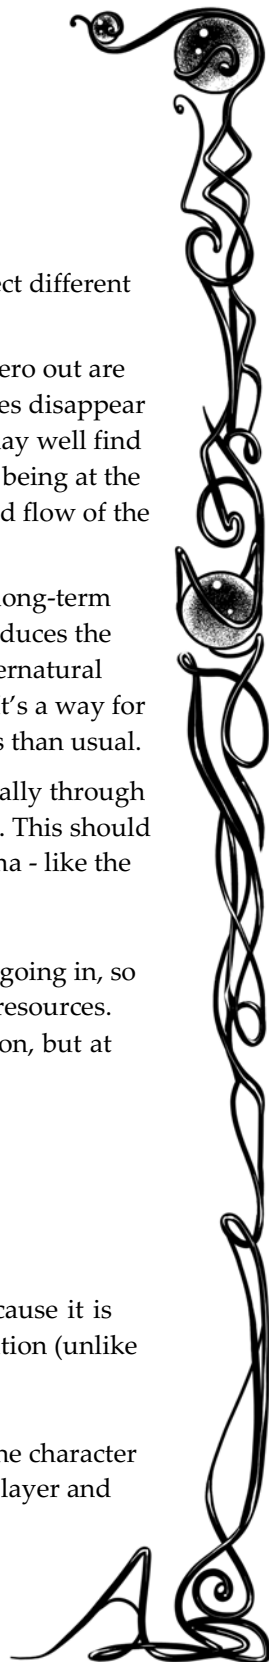 ect different
ero out are
es disappear
ay well find
being at the
d flow of the
long-term
duces the
ernatural
t's a way for
s than usual.
ally through
. This should
na - like the
going in, so
resources.
on, but at
cause it is
tion (unlike
he character
layer and